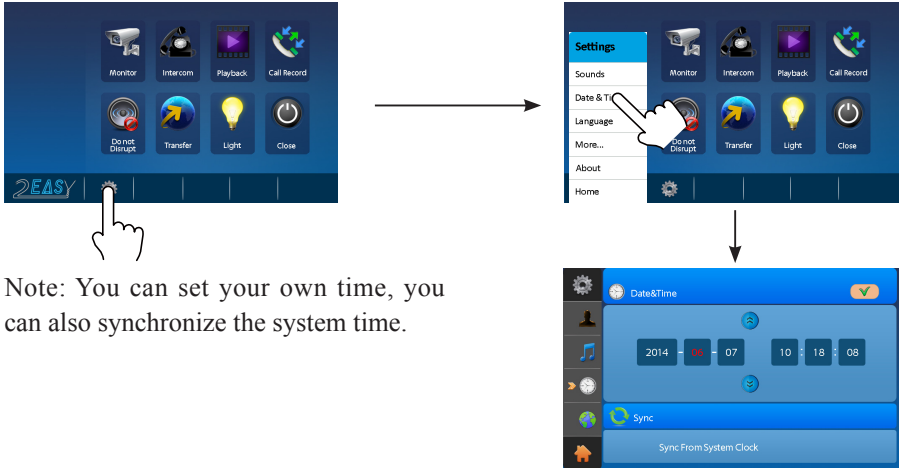 Monitor Intercom Playback Call Record
Do not
Disrupt Transfer Light Close
2EASY
Note: You can set your own time, you
can also synchronize the system time.
Settings
Sounds
Date & Ti
Language
More...
About
Home
Monitor Intercom Playback Call Record
Do not
Disrupt Transfer Light Close
Date&Time
2014 - - 07 10 : 18 : 08
Sync
Sync From System Clock